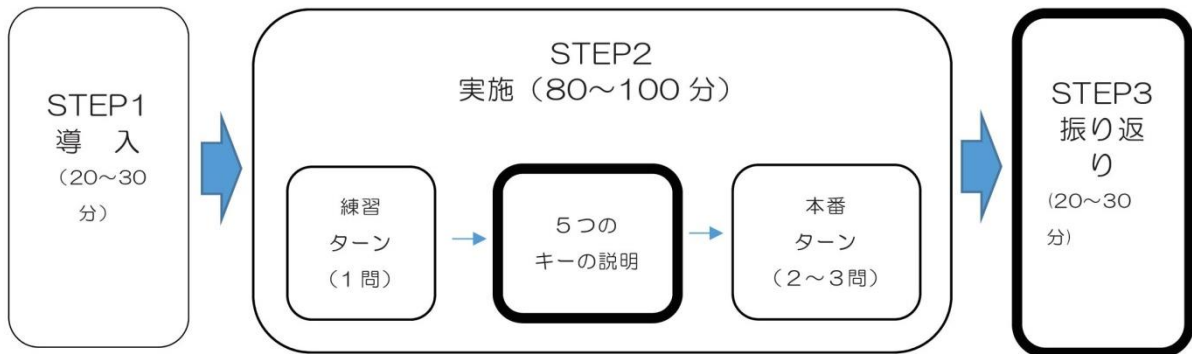 STEP1
導 入
(20～30
分)
STEP2
実施（80～100 分）
練習
ターン
（1 問）
５つの
キーの説明
本番
ターン
（２～３問）
STEP3
振り返
り
(20～30
分)